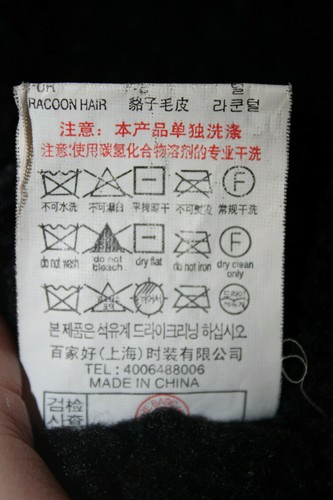 RACOON HAIR 貉子毛皮 라쿤털
注意：本产品单独洗涤
注意:使用碳氢化合物溶剂的专业干洗
F
不可水洗 不可漂白 平摊晾干 不可熨烫 常规干洗
F
do not wash do not bleach dry flat do not iron dry clean only
본 제품은 석유계 드라이크리닝 하십시오
百家好(上海)时装有限公司
TEL: 4006488006
MADE IN CHINA
검检
사查